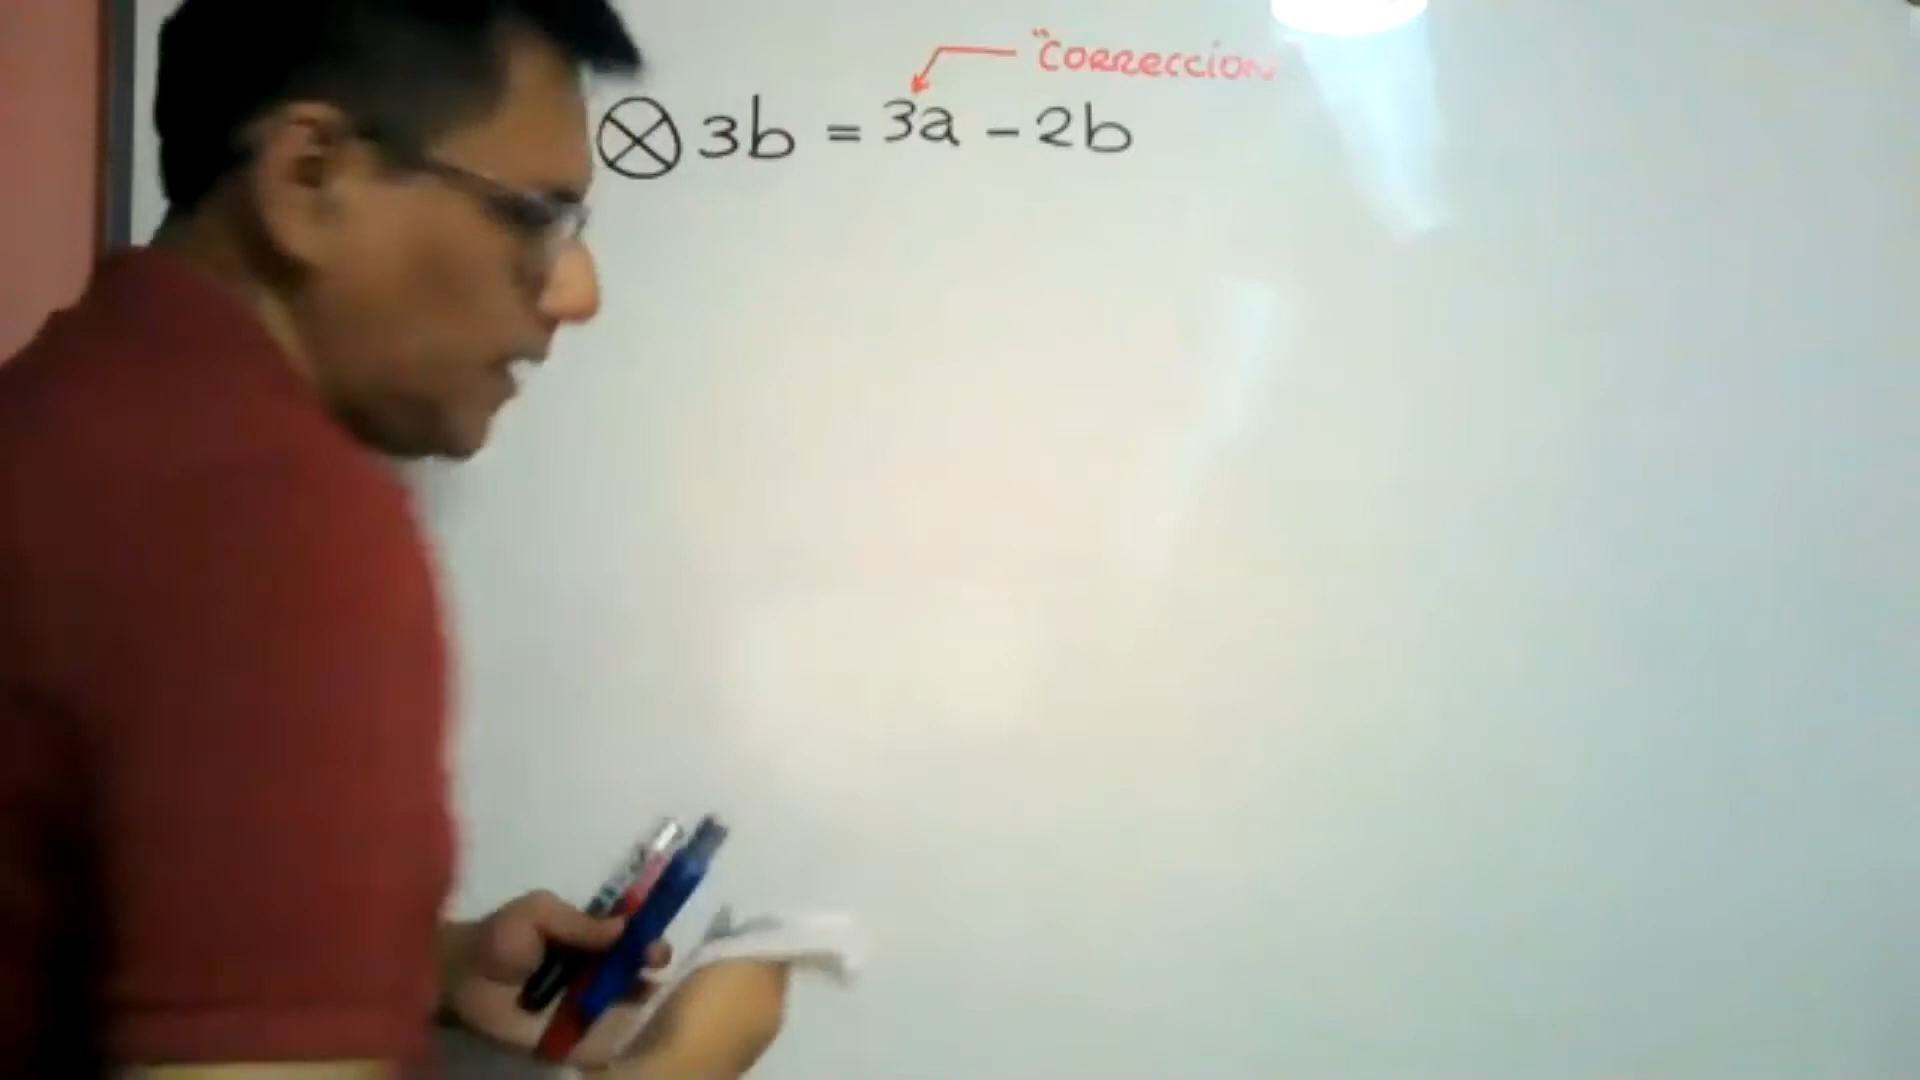 "Correccion
⊗ 3b = 3a - 2b